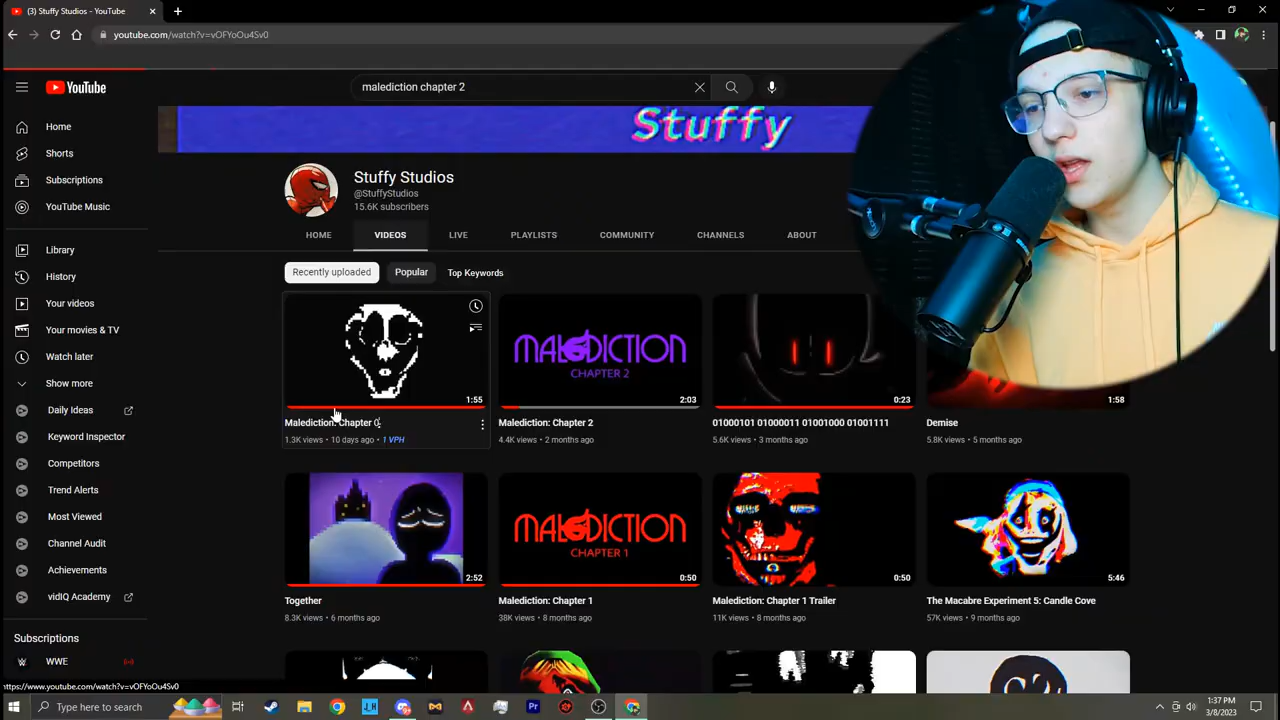 (3) Stuffy Studios - YouTube
youtube.com/watch?v=vOFYoOu4Sv0
YouTube
malediction chapter 2
Home
Shorts
Subscriptions
YouTube Music
Library
History
Your videos
Your movies & TV
Watch later
Show more
Daily Ideas
Keyword Inspector
Competitors
Trend Alerts
Most Viewed
Channel Audit
Achievements
vidIQ Academy
Subscriptions
WWE
Stuffy
Stuffy Studios
@StuffyStudios
15.6K subscribers
HOME VIDEOS LIVE PLAYLISTS COMMUNITY CHANNELS ABOUT
Recently uploaded Popular Top Keywords
1:55
Malediction: Chapter 0
1.3K views • 10 days ago • 1 VPH
MALEDICTION
CHAPTER 2
2:03
Malediction: Chapter 2
4.4K views • 2 months ago
0:23
01000101 01000011 01001000 01001111
5.6K views • 3 months ago
1:58
Demise
5.8K views • 5 months ago
2:52
Together
8.3K views • 6 months ago
MALEDICTION
CHAPTER 1
0:50
Malediction: Chapter 1
38K views • 8 months ago
0:50
Malediction: Chapter 1 Trailer
11K views • 8 months ago
5:46
The Macabre Experiment 5: Candle Cove
57K views • 9 months ago
https://www.youtube.com/watch?v=vOFYoOu4Sv0
Type here to search
1:37 PM
3/8/2023